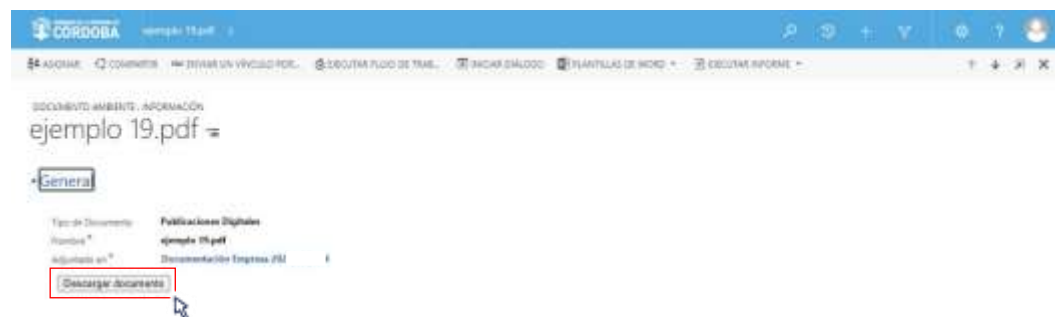 CORDOBA ejemplo 19.pdf
ASIGNAR COMPARTIR ENVIAR UN VÍNCULO POR... EJECUTAR FLUJO DE TRAB... INICIAR DIÁLOGO PLANTILLAS DE WORD EJECUTAR INFORME
DOCUMENTO AMBIENTE : INFORMACIÓN
ejemplo 19.pdf
General
Tipo de Documento Publicaciones Digitales
Nombre * ejemplo 19.pdf
Adjuntado en * Documentación Empresa
Descargar documento